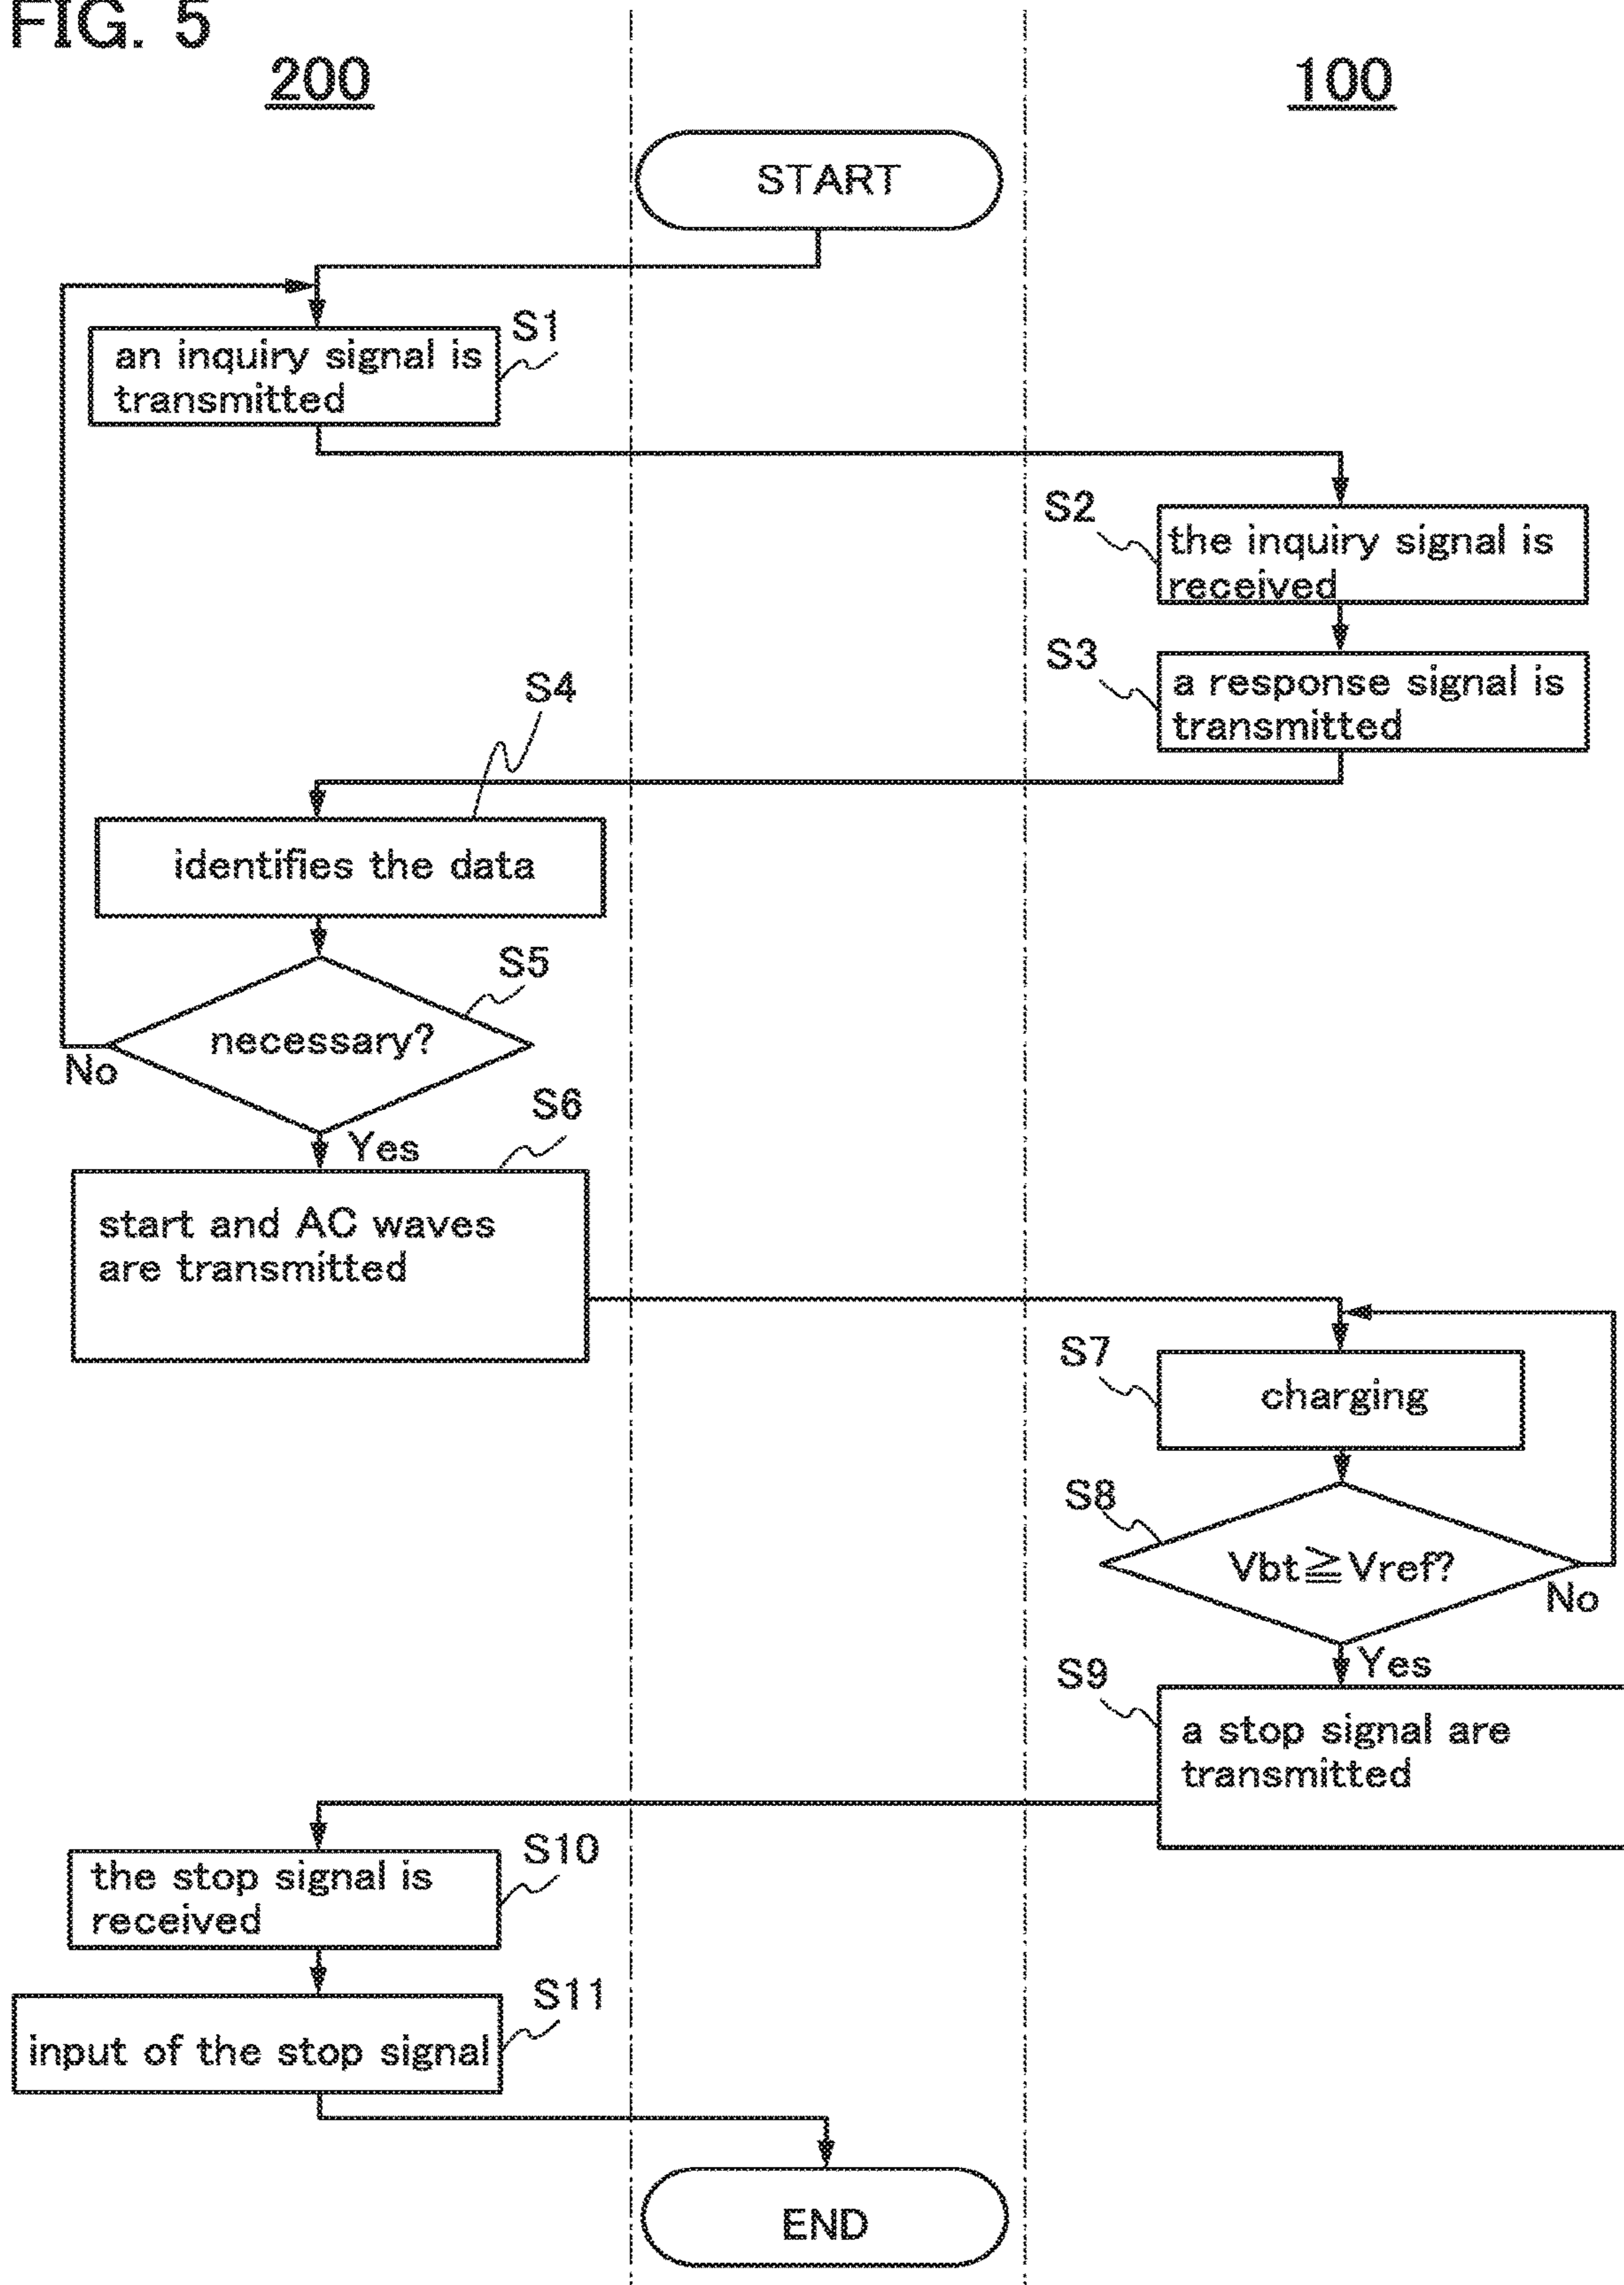 FIG. 5
200
100
START
S1
an inquiry signal is
transmitted
S2
the inquiry signal is
received
S3
a response signal is
transmitted
S4
identifies the data
S5
necessary?
No
Yes
S6
start and AC waves
are transmitted
S7
charging
S8
Vbt≧Vref?
No
Yes
S9
a stop signal are
transmitted
S10
the stop signal is
received
S11
input of the stop signal
END